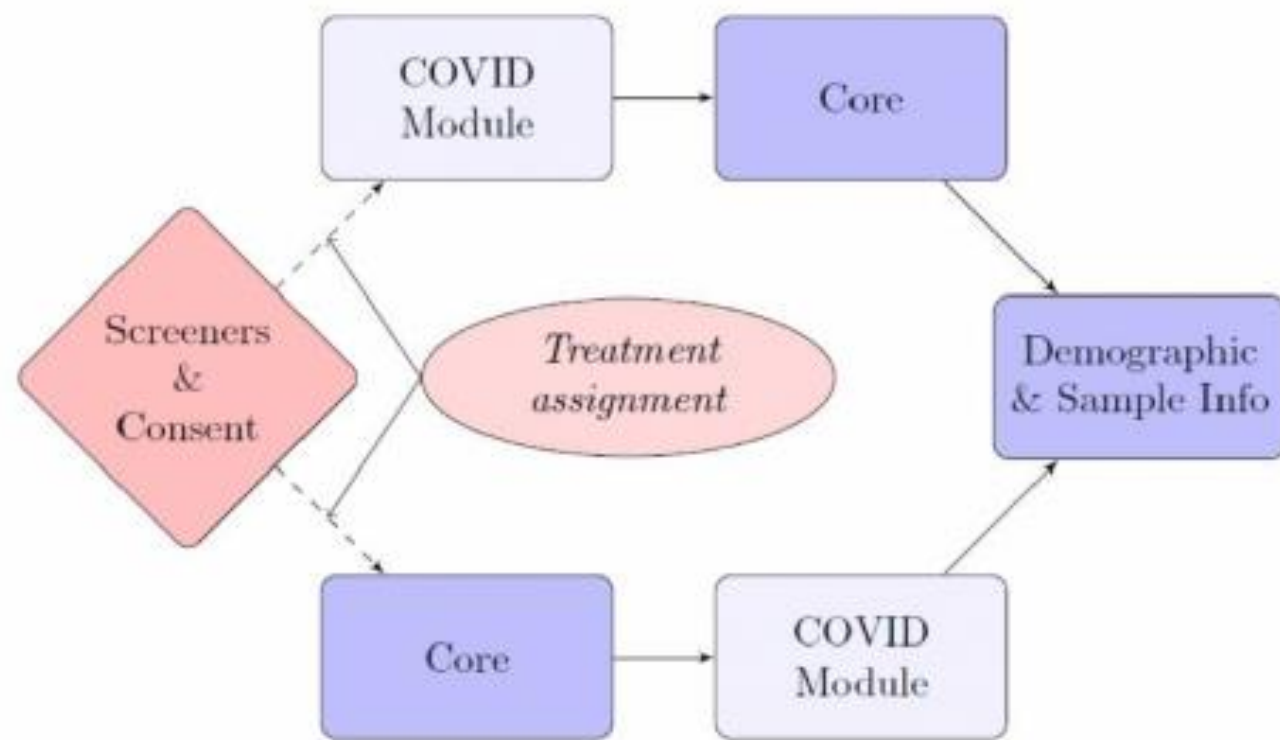 COVID
Module
Core
Screeners
&
Consent
Treatment
assignment
Demographic
& Sample Info
Core
COVID
Module